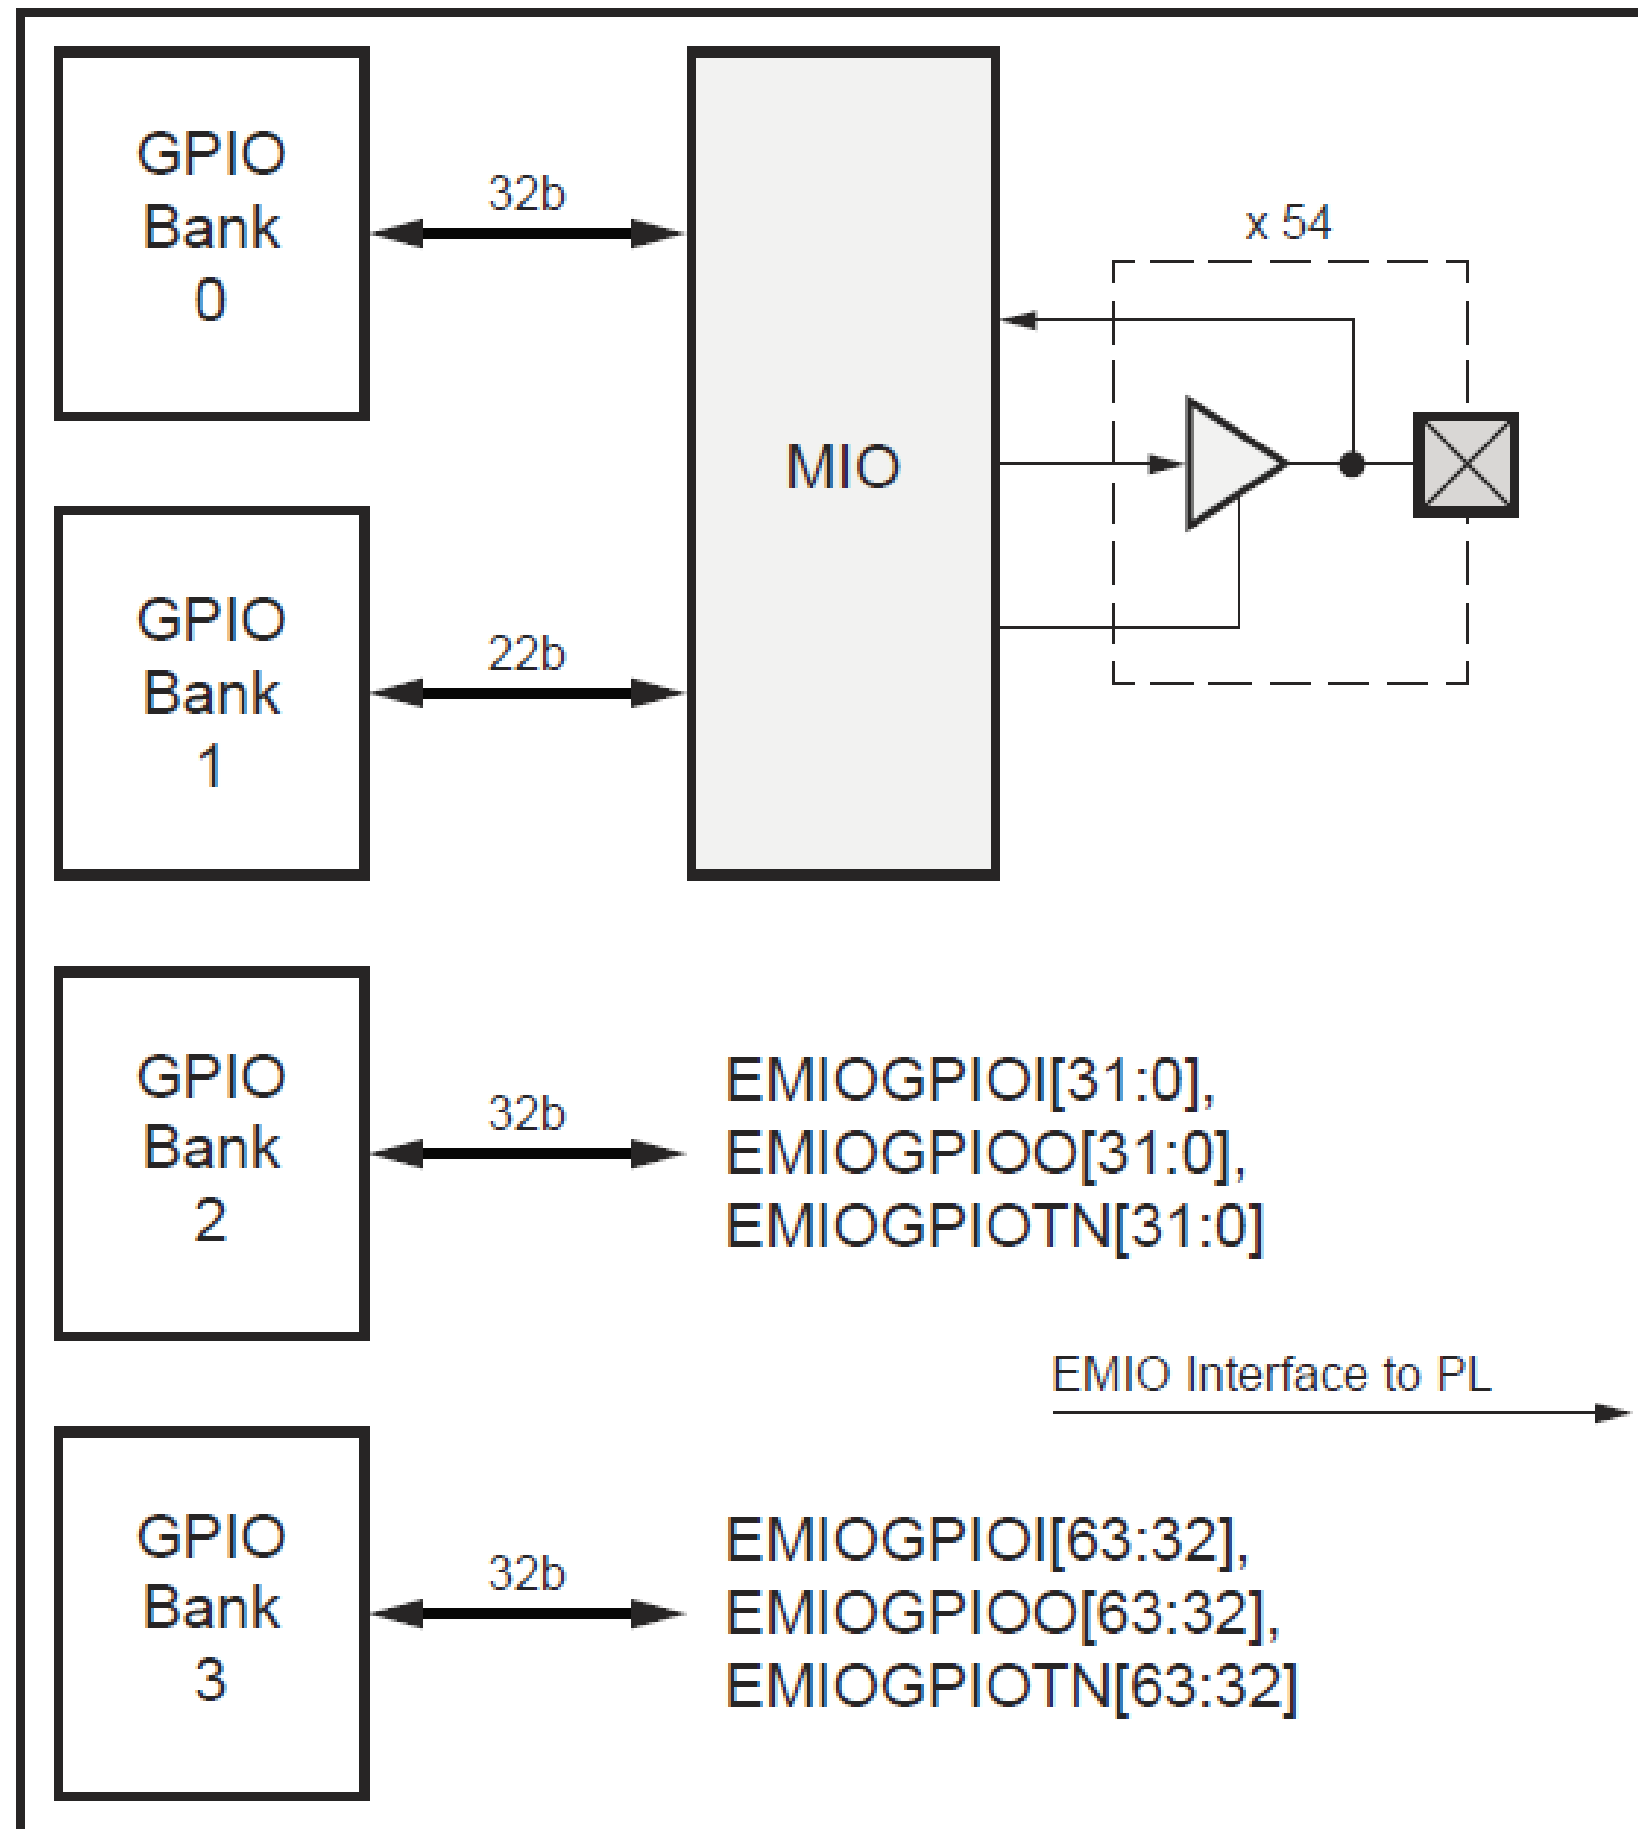 GPIO
Bank
0
32b
MIO
x 54
GPIO
Bank
1
22b
GPIO
Bank
2
32b
EMIOGPIOI[31:0],
EMIOGPIOO[31:0],
EMIOGPIOTN[31:0]
EMIO Interface to PL
GPIO
Bank
3
32b
EMIOGPIOI[63:32],
EMIOGPIOO[63:32],
EMIOGPIOTN[63:32]